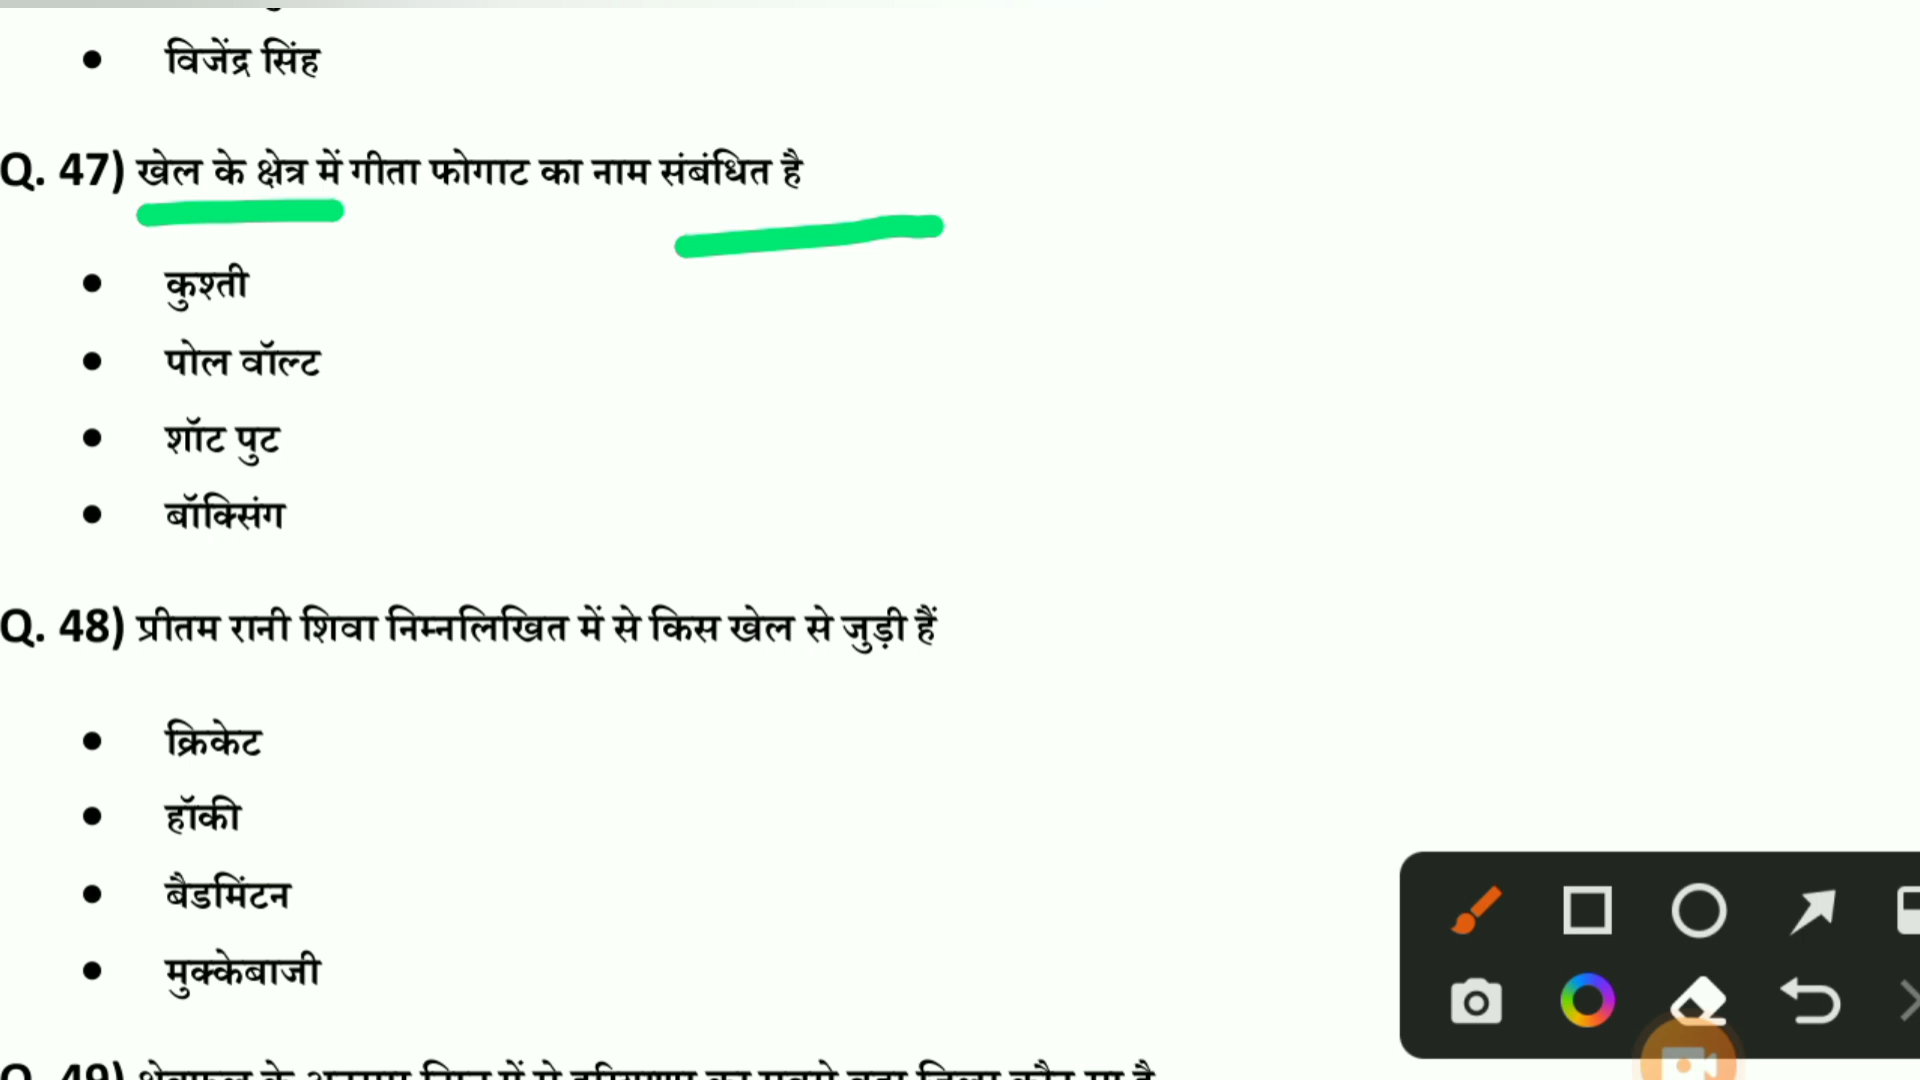 विजेंद्र सिंह
Q. 47) खेल के क्षेत्र में गीता फोगाट का नाम संबंधित है
कुश्ती
पोल वॉल्ट
शॉट पुट
बॉक्सिंग
Q. 48) प्रीतम रानी शिवा निम्नलिखित में से किस खेल से जुड़ी हैं
क्रिकेट
हॉकी
बैडमिंटन
मुक्केबाजी